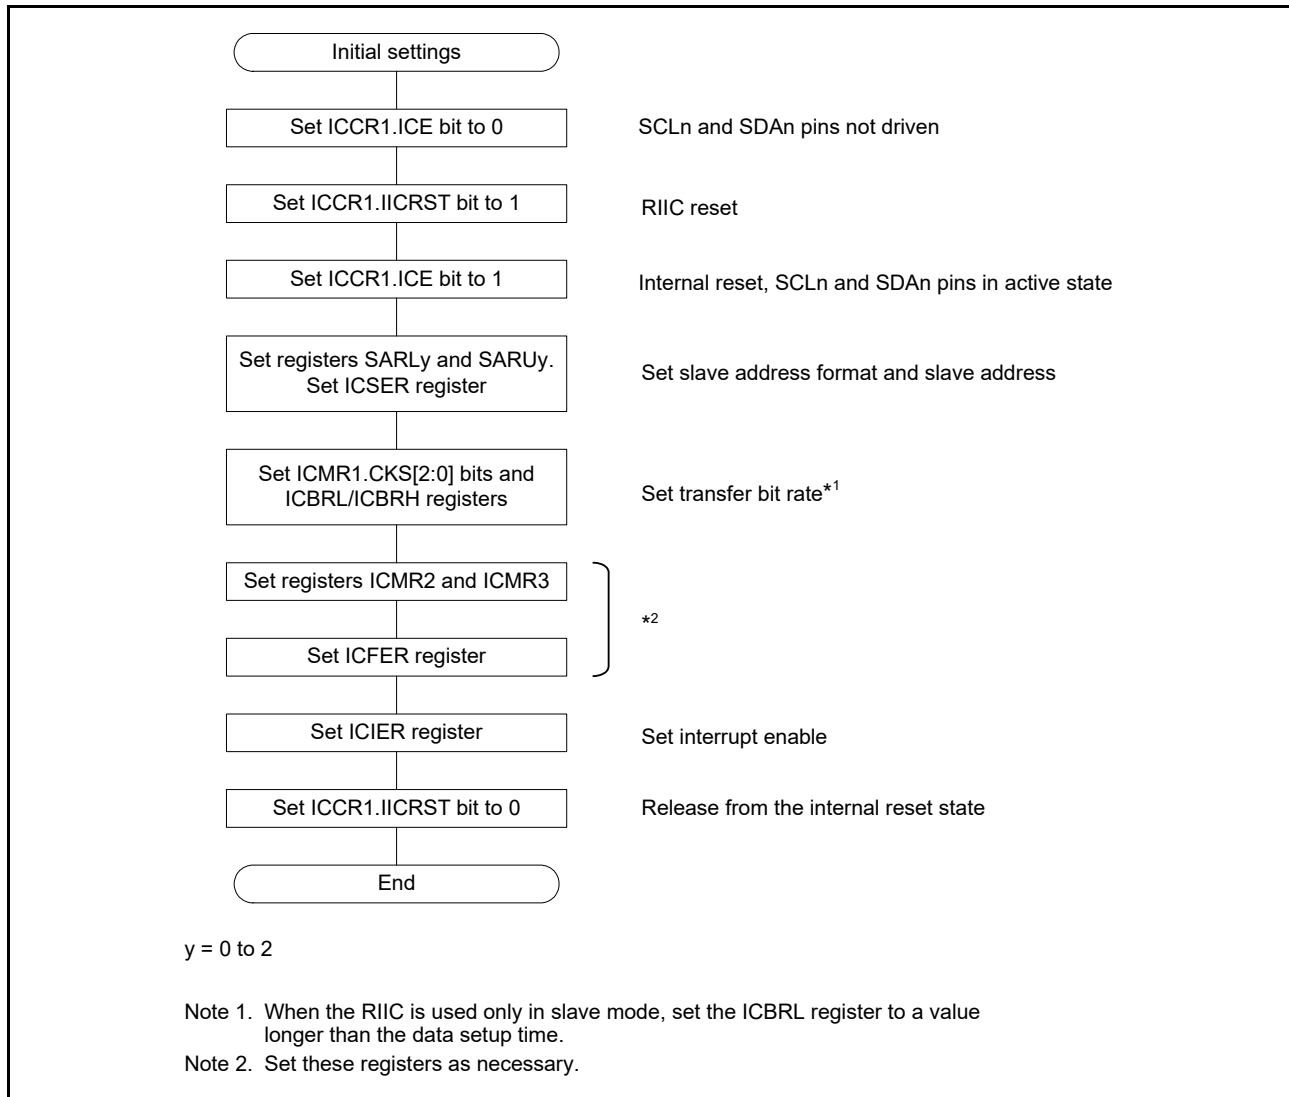 Initial settings
Set ICCR1.ICE bit to 0
SCLn and SDAn pins not driven
Set ICCR1.IICRST bit to 1
RIIC reset
Set ICCR1.ICE bit to 1
Internal reset, SCLn and SDAn pins in active state
Set registers SARLy and SARUy.
Set ICSER register
Set slave address format and slave address
Set ICMR1.CKS[2:0] bits and
ICBRL/ICBRH registers
Set transfer bit rate*1
Set registers ICMR2 and ICMR3
*2
Set ICFER register
Set ICIER register
Set interrupt enable
Set ICCR1.IICRST bit to 0
Release from the internal reset state
End
y = 0 to 2
Note 1. When the RIIC is used only in slave mode, set the ICBRL register to a value
longer than the data setup time.
Note 2. Set these registers as necessary.